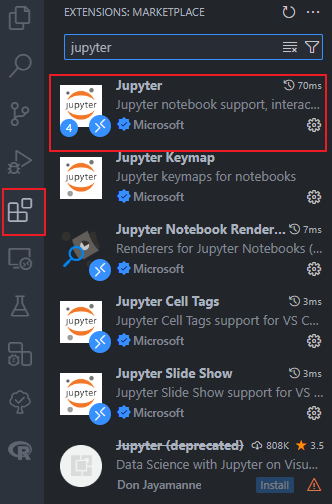 EXTENSIONS: MARKETPLACE
jupyter
Jupyter 70ms
Jupyter notebook support, interac...
Microsoft
jupyter
4
Jupyter Keymap
Jupyter keymaps for notebooks
Microsoft
jupyter
Jupyter Notebook Render... 7ms
Renderers for Jupyter Notebooks (...
Microsoft
Jupyter Cell Tags 3ms
Jupyter Cell Tags support for VS C...
Microsoft
jupyter
Jupyter Slide Show 3ms
Jupyter Slide Show support for VS ...
Microsoft
jupyter
Jupyter (deprecated) 808K 3.5
Data Science with Jupyter on Visu...
Don Jayamanne Install
R